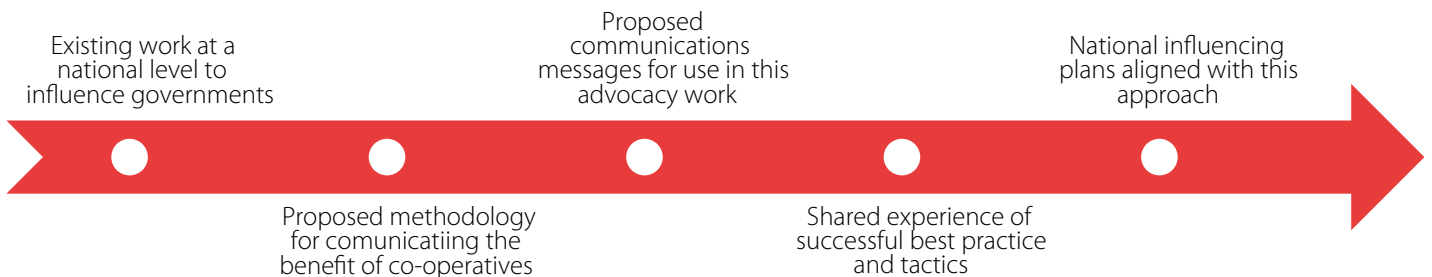 Existing work at a
national level to
influence governments
Proposed methodology
for comunicatiing the
benefit of co-operatives
Proposed
communications
messages for use in this
advocacy work
Shared experience of
successful best practice
and tactics
National influencing
plans aligned with this
approach